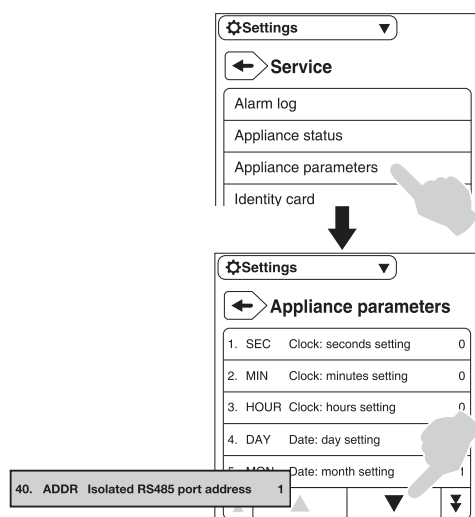 Settings ▼
Service
Alarm log
Appliance status
Appliance parameters
Identity card
Settings ▼
Appliance parameters
1. SEC Clock: seconds setting 0
2. MIN Clock: minutes setting 0
3. HOUR Clock: hours setting 0
4. DAY Date: day setting
5. MON Date: month setting 1
40. ADDR Isolated RS485 port address 1